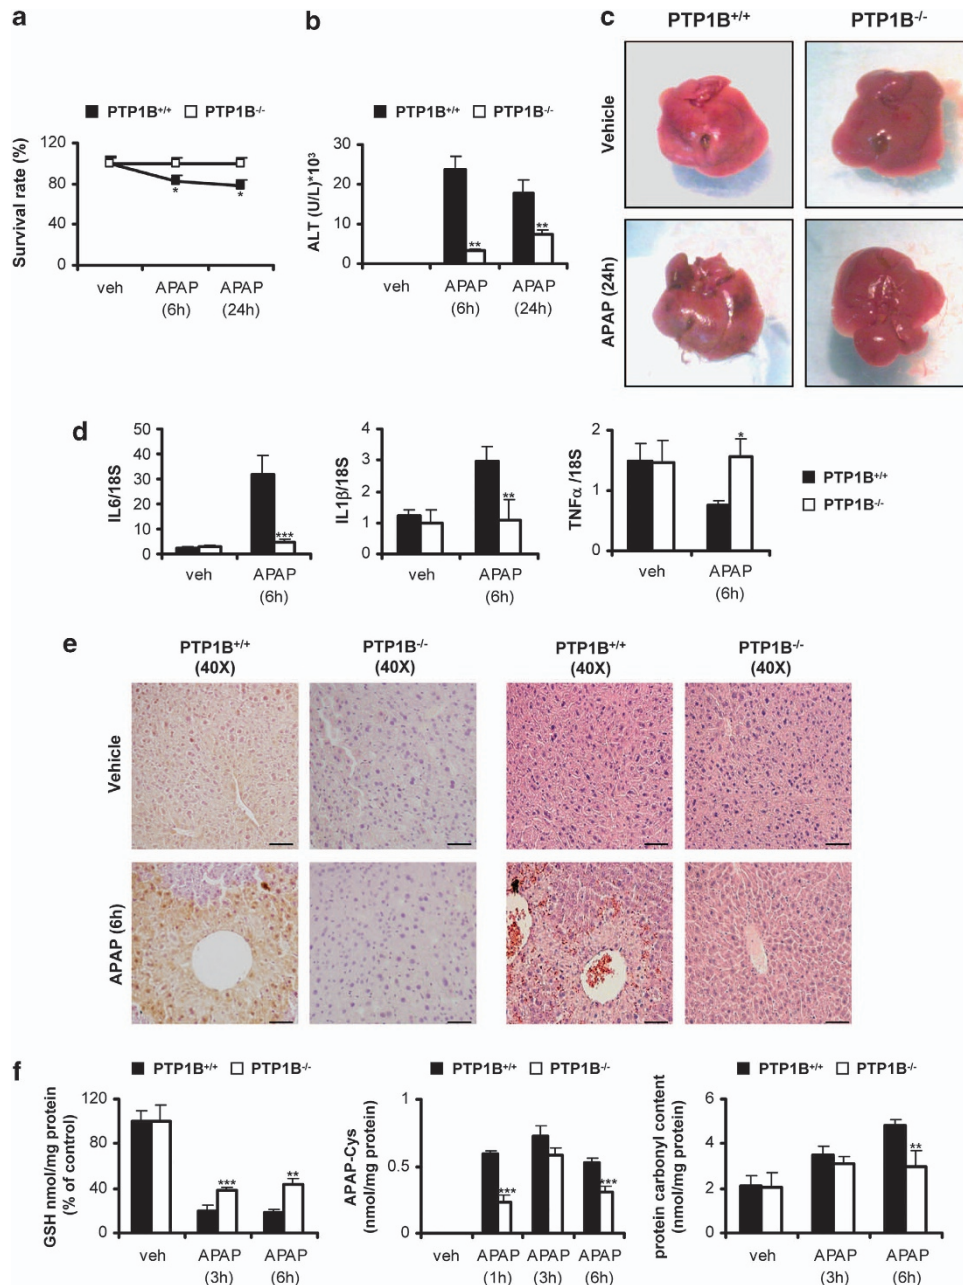 a
PTP1B+/+ PTP1B-/-
Survival rate (%)
120
80
40
0
veh APAP APAP
(6h) (24h)
b
PTP1B+/+ PTP1B-/-
ALT (U/L)*10³
30
20
10
0
veh APAP APAP
(6h) (24h)
**
**
*
*
c
PTP1B+/+ PTP1B-/-
Vehicle
APAP (24h)
d
IL6/18S
50
40
30
20
10
0
***
veh APAP
(6h)
IL1β/18S
4
3
2
1
0
**
veh APAP
(6h)
TNFα /18S
2
1
0
*
veh APAP
(6h)
PTP1B+/+
PTP1B-/-
e
PTP1B+/+ PTP1B-/- PTP1B+/+ PTP1B-/-
(40X) (40X) (40X) (40X)
Vehicle
APAP (6h)
f
PTP1B+/+ PTP1B-/-
GSH nmol/mg protein
(% of control)
120
80
40
0
*** **
veh APAP APAP
(3h) (6h)
PTP1B+/+ PTP1B-/-
APAP-Cys
(nmol/mg protein)
1
0.5
0
*** ***
veh APAP APAP APAP
(1h) (3h) (6h)
PTP1B+/+ PTP1B-/-
protein carbonyl content
(nmol/mg protein)
6
4
2
0
**
veh APAP APAP
(3h) (6h)